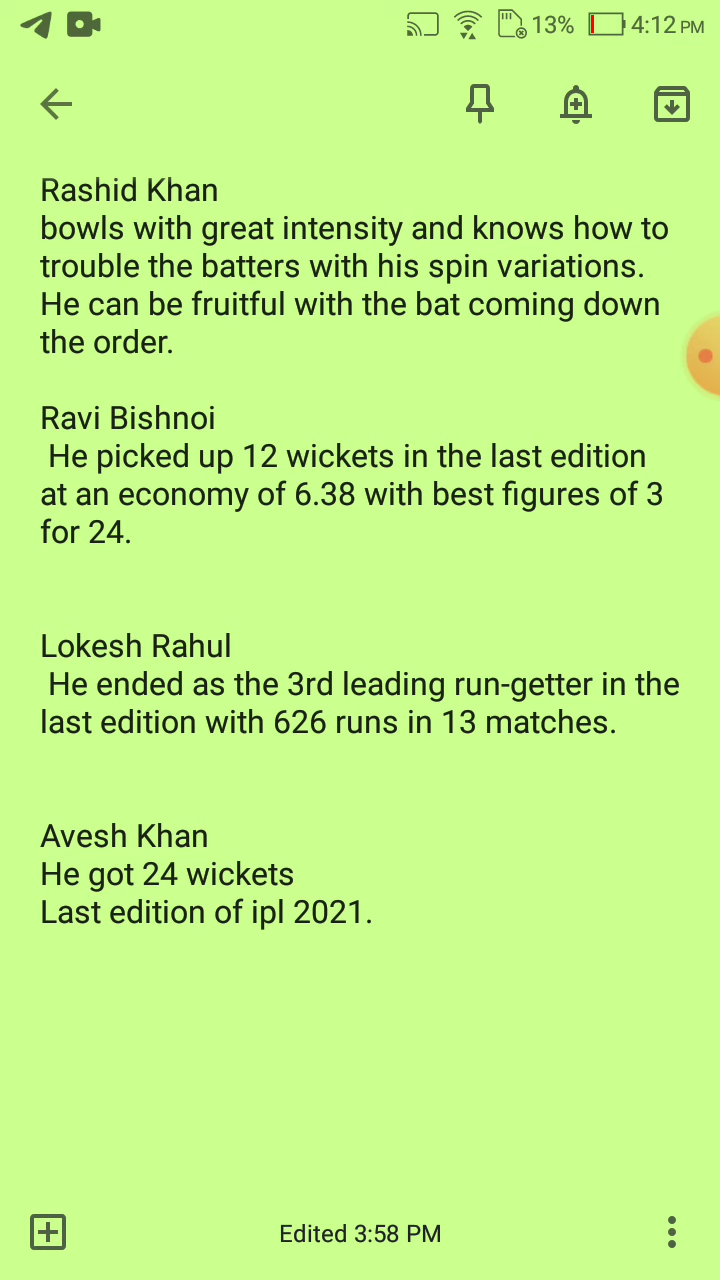 13% 4:12 PM
Rashid Khan
bowls with great intensity and knows how to
trouble the batters with his spin variations.
He can be fruitful with the bat coming down
the order.
Ravi Bishnoi
He picked up 12 wickets in the last edition
at an economy of 6.38 with best figures of 3
for 24.
Lokesh Rahul
He ended as the 3rd leading run-getter in the
last edition with 626 runs in 13 matches.
Avesh Khan
He got 24 wickets
Last edition of ipl 2021.
Edited 3:58 PM